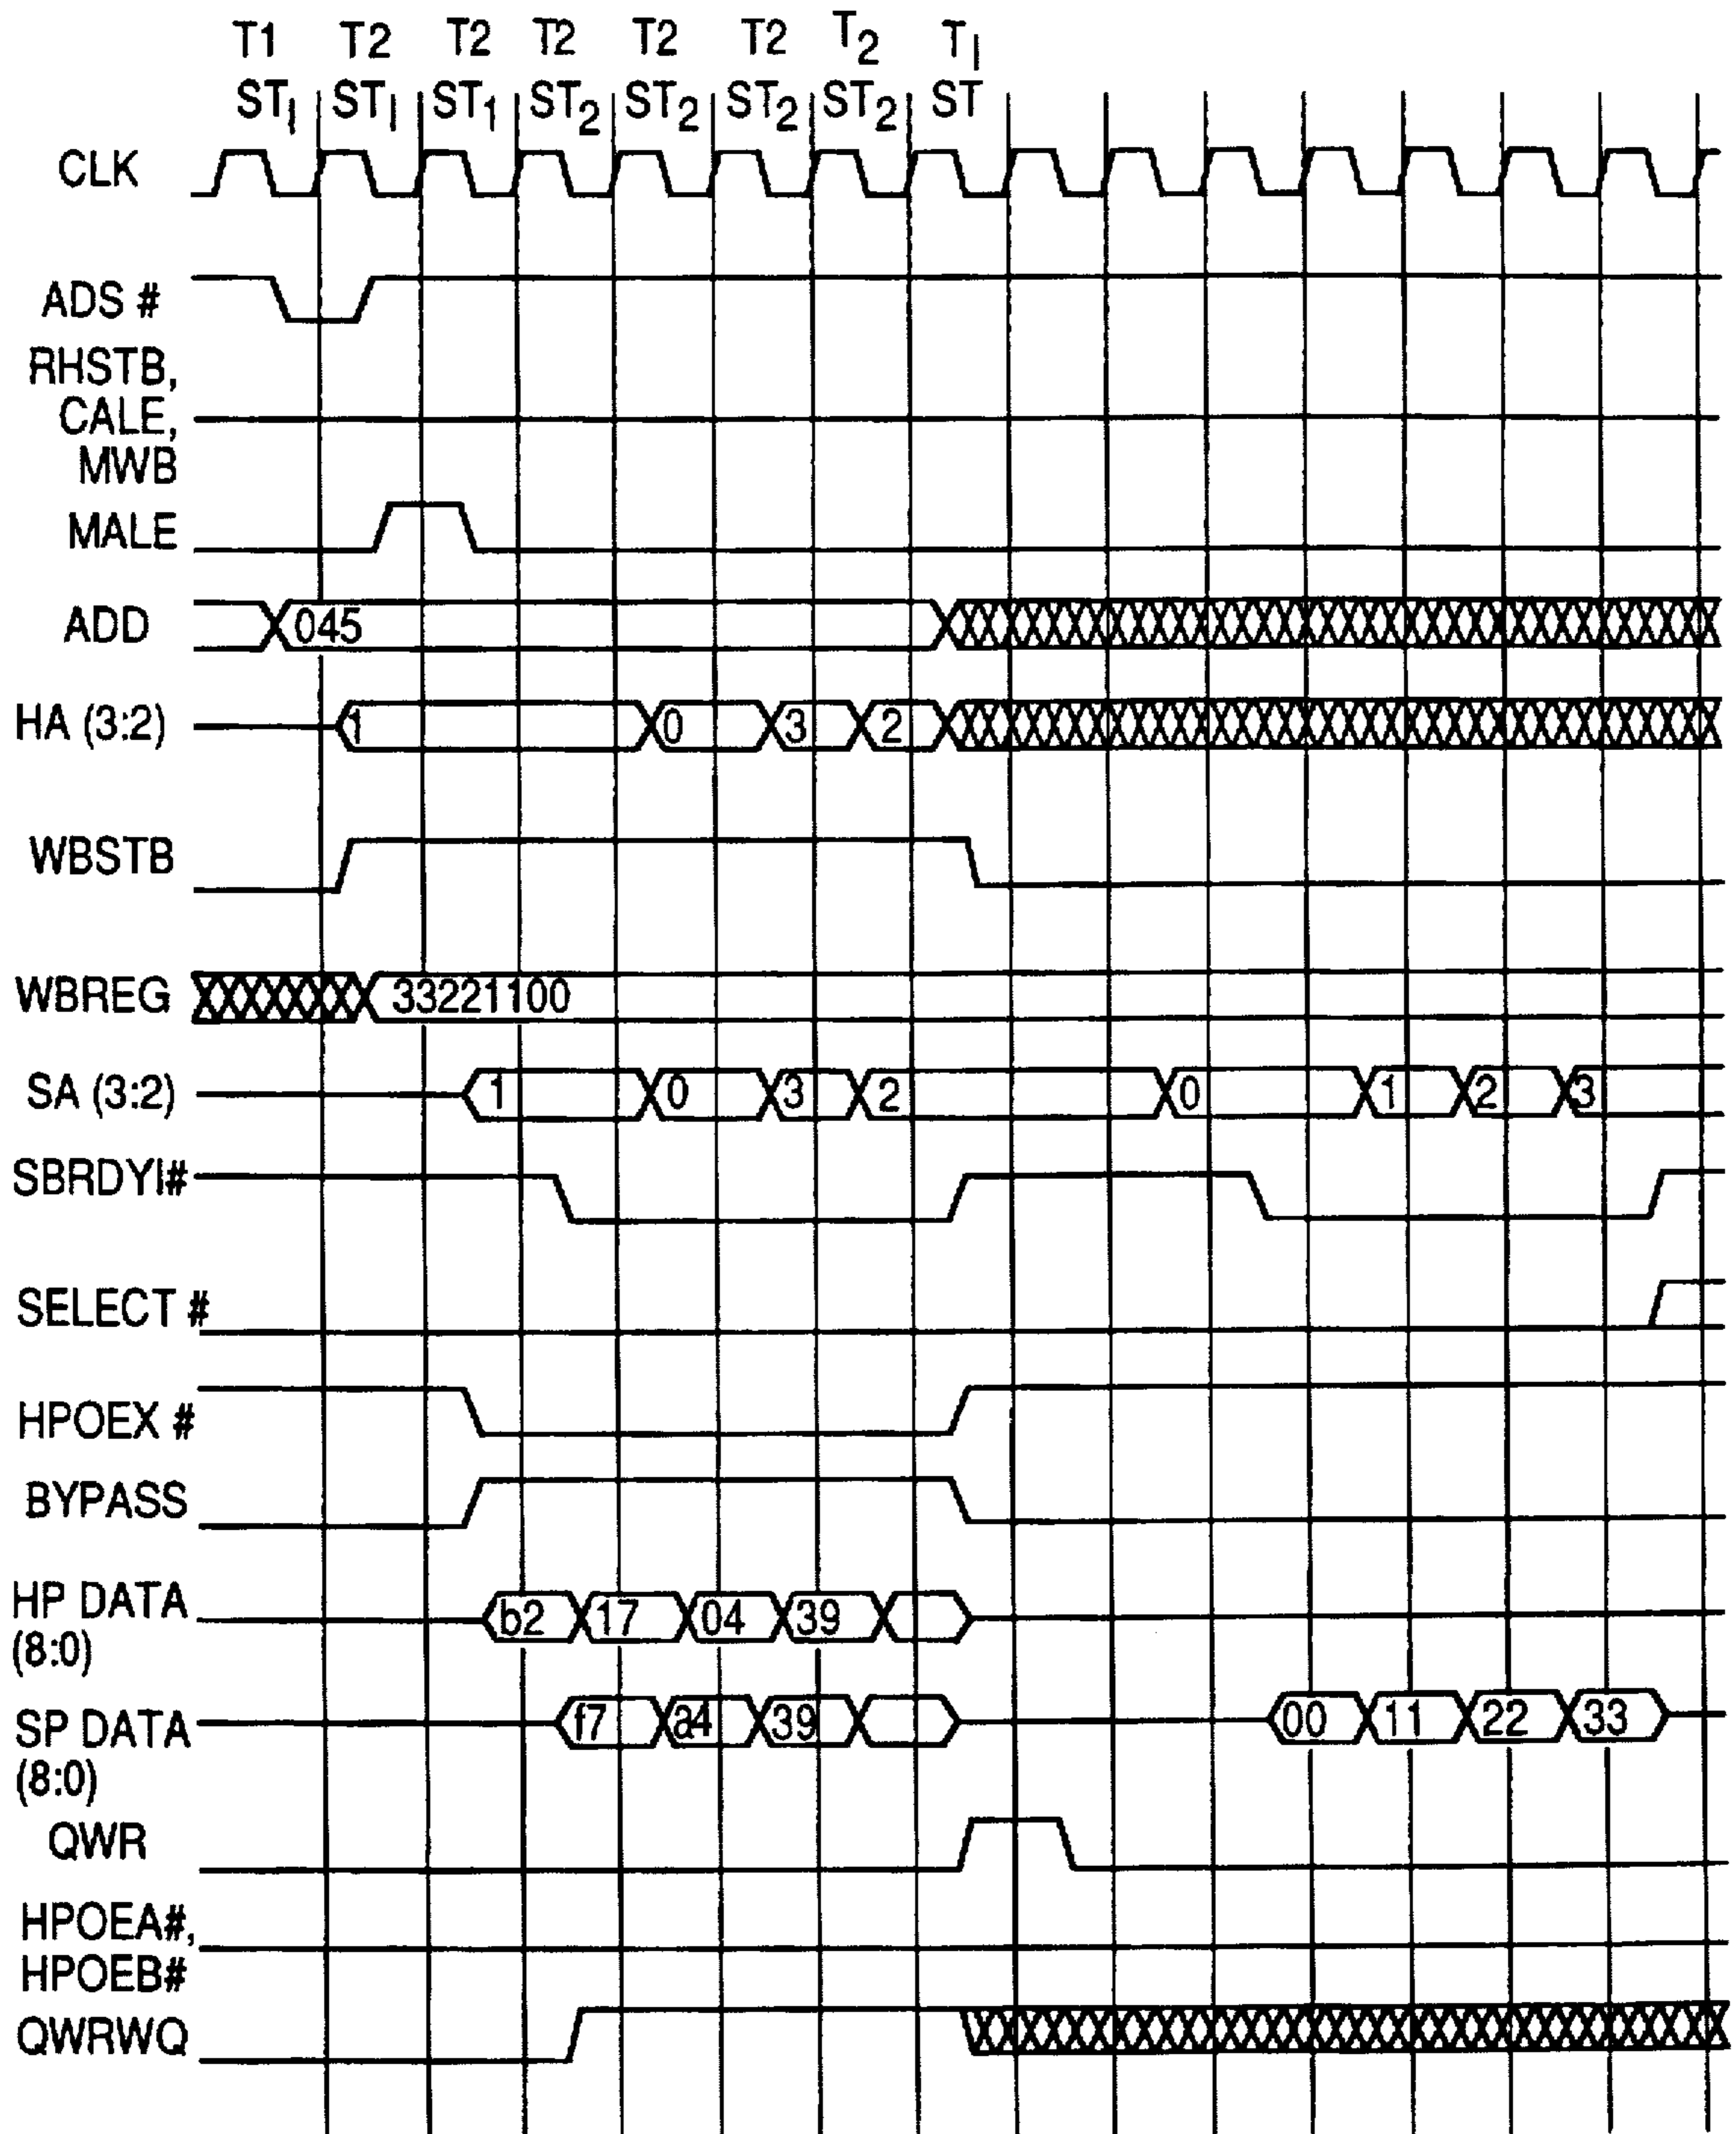 T1 T2 T2 T2 T2 T2 T2 TI
STI STI ST1 ST2 ST2 ST2 ST2 ST
CLK
ADS #
RHSTB,
CALE,
MWB
MALE
ADD 045
HA (3:2) 1 0 3 2
WBSTB
WBREG 33221100
SA (3:2) 1 0 3 2 0 1 2 3
SBRDYI#
SELECT #
HPOEX #
BYPASS
HP DATA b2 17 04 39
(8:0)
SP DATA f7 a4 39 00 11 22 33
(8:0)
QWR
HPOEA#,
HPOEB#
QWRWQ